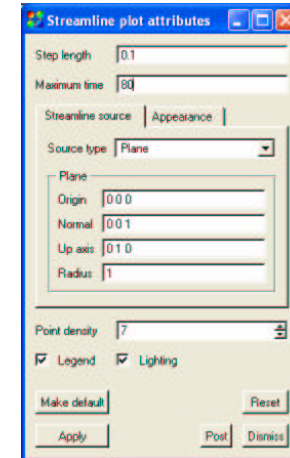 Streamline plot attributes
Step length 0.1
Maximum time 80
Streamline source Appearance
Source type Plane
Plane
Origin 0 0 0
Normal 0 0 1
Up axis 0 1 0
Radius 1
Point density 7
Legend Lighting
Make default Reset
Apply Post Dismiss